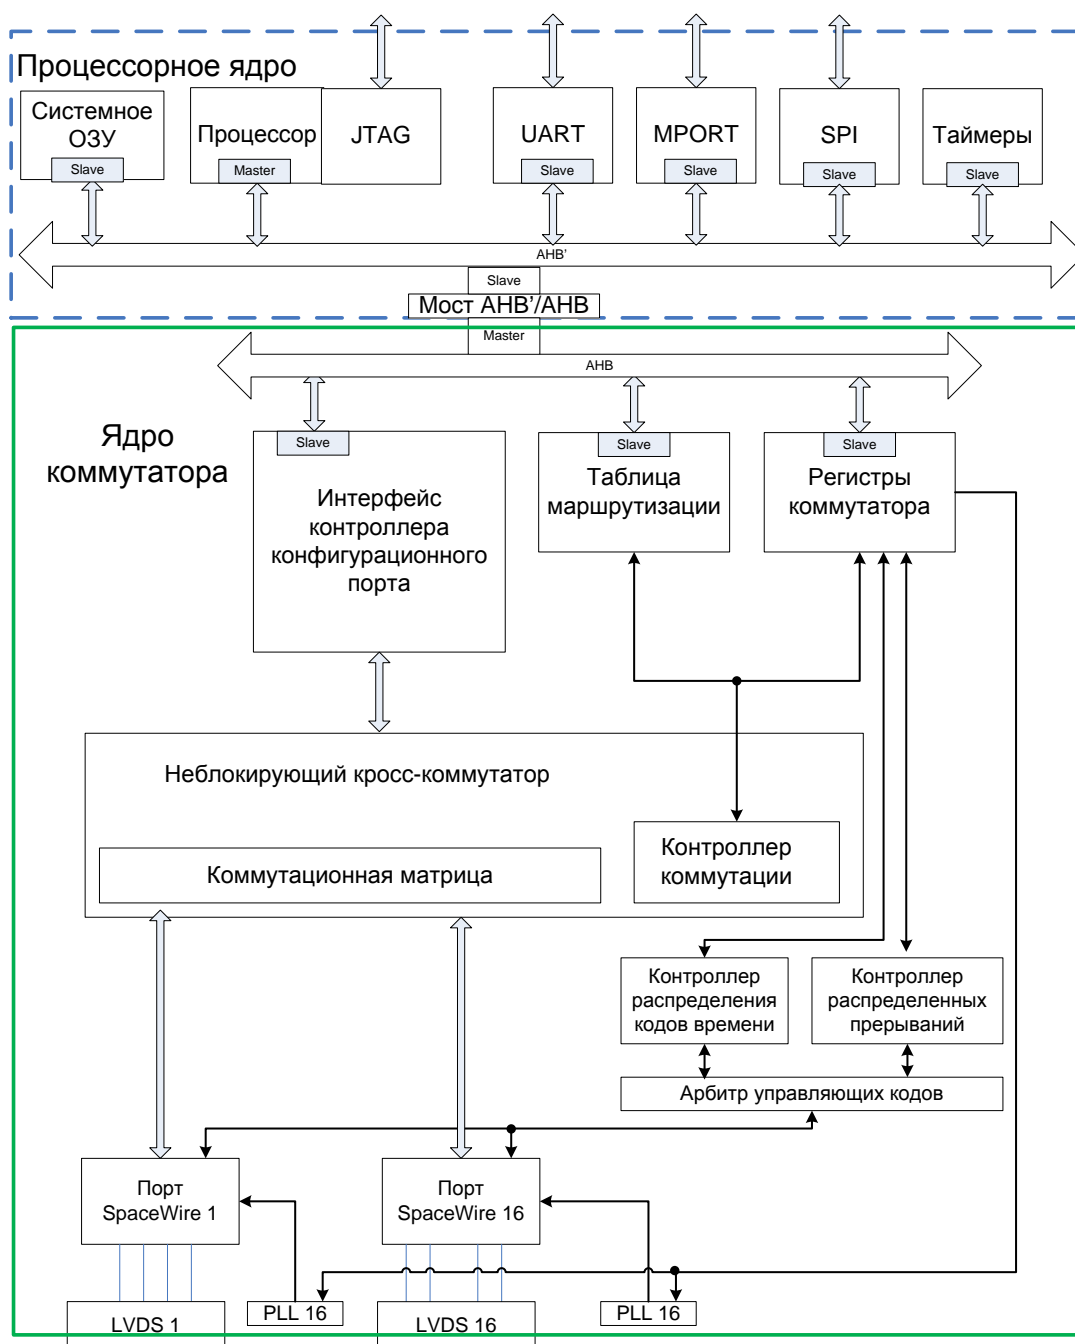 Процессорное ядро
Системное
ОЗУ
Slave
Процессор
Master
JTAG
UART
Slave
MPORT
Slave
SPI
Slave
Таймеры
Slave
AHB'
Slave
Мост AHB'/AHB
Master
AHB
Ядро
коммутатора
Slave
Интерфейс
контроллера
конфигурационного
порта
Slave
Таблица
маршрутизации
Slave
Регистры
коммутатора
Неблокирующий кросс-коммутатор
Коммутационная матрица
Контроллер
коммутации
Контроллер
распределения
кодов времени
Контроллер
распределенных
прерываний
Арбитр управляющих кодов
Порт
SpaceWire 1
Порт
SpaceWire 16
LVDS 1
PLL 16
LVDS 16
PLL 16